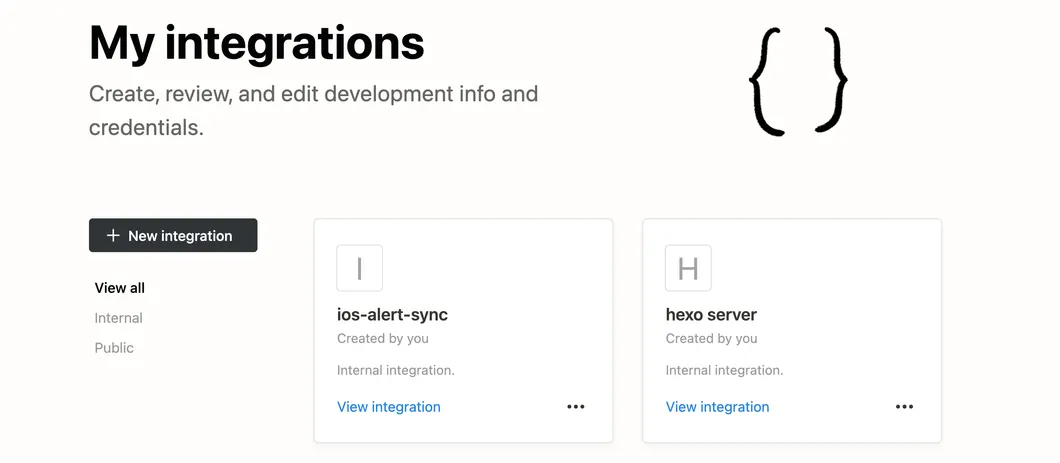 My integrations
Create, review, and edit development info and
credentials.
{ }
+ New integration
View all
Internal
Public
I
ios-alert-sync
Created by you
Internal integration.
View integration
•••
H
hexo server
Created by you
Internal integration.
View integration
•••